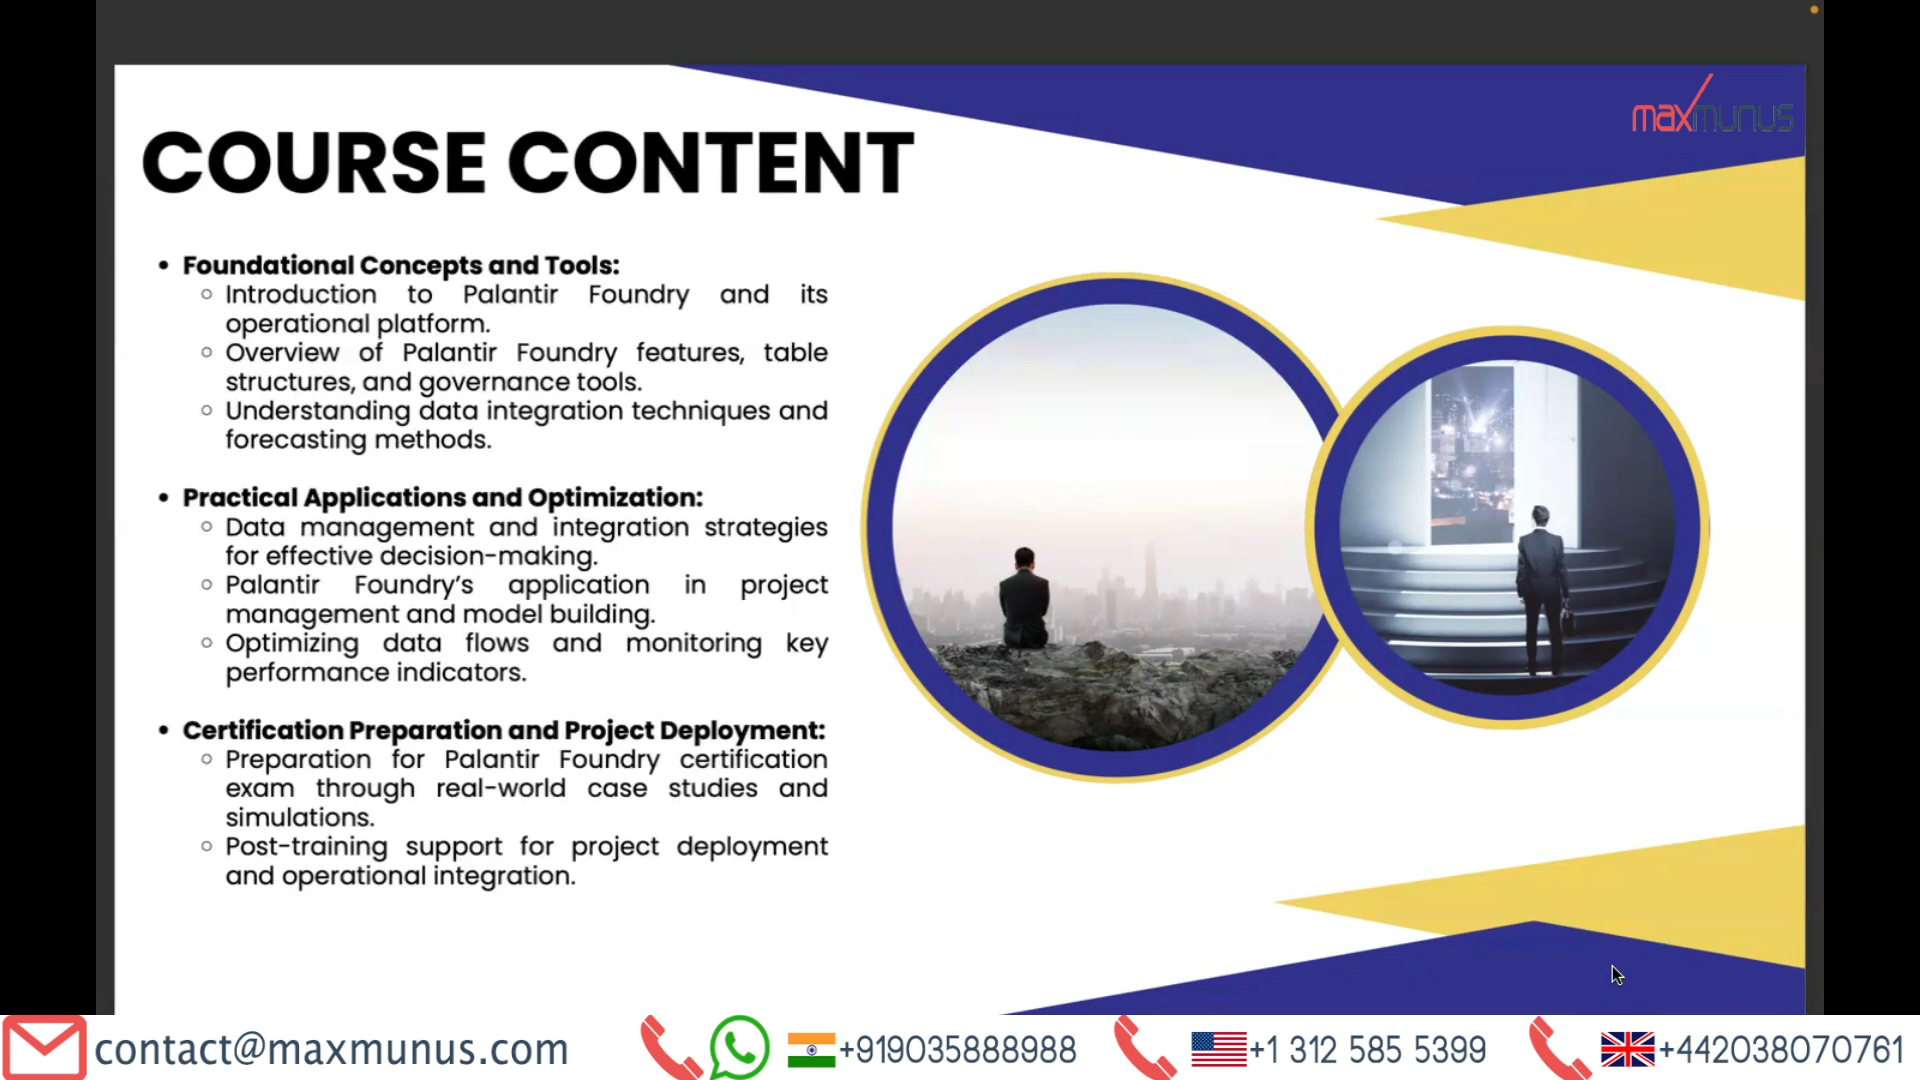 maxmunus
COURSE CONTENT
• Foundational Concepts and Tools:
○ Introduction to Palantir Foundry and its
operational platform.
○ Overview of Palantir Foundry features, table
structures, and governance tools.
○ Understanding data integration techniques and
forecasting methods.
• Practical Applications and Optimization:
○ Data management and integration strategies
for effective decision-making.
○ Palantir Foundry’s application in project
management and model building.
○ Optimizing data flows and monitoring key
performance indicators.
• Certification Preparation and Project Deployment:
○ Preparation for Palantir Foundry certification
exam through real-world case studies and
simulations.
○ Post-training support for project deployment
and operational integration.
contact@maxmunus.com +919035888988 +1 312 585 5399 +442038070761